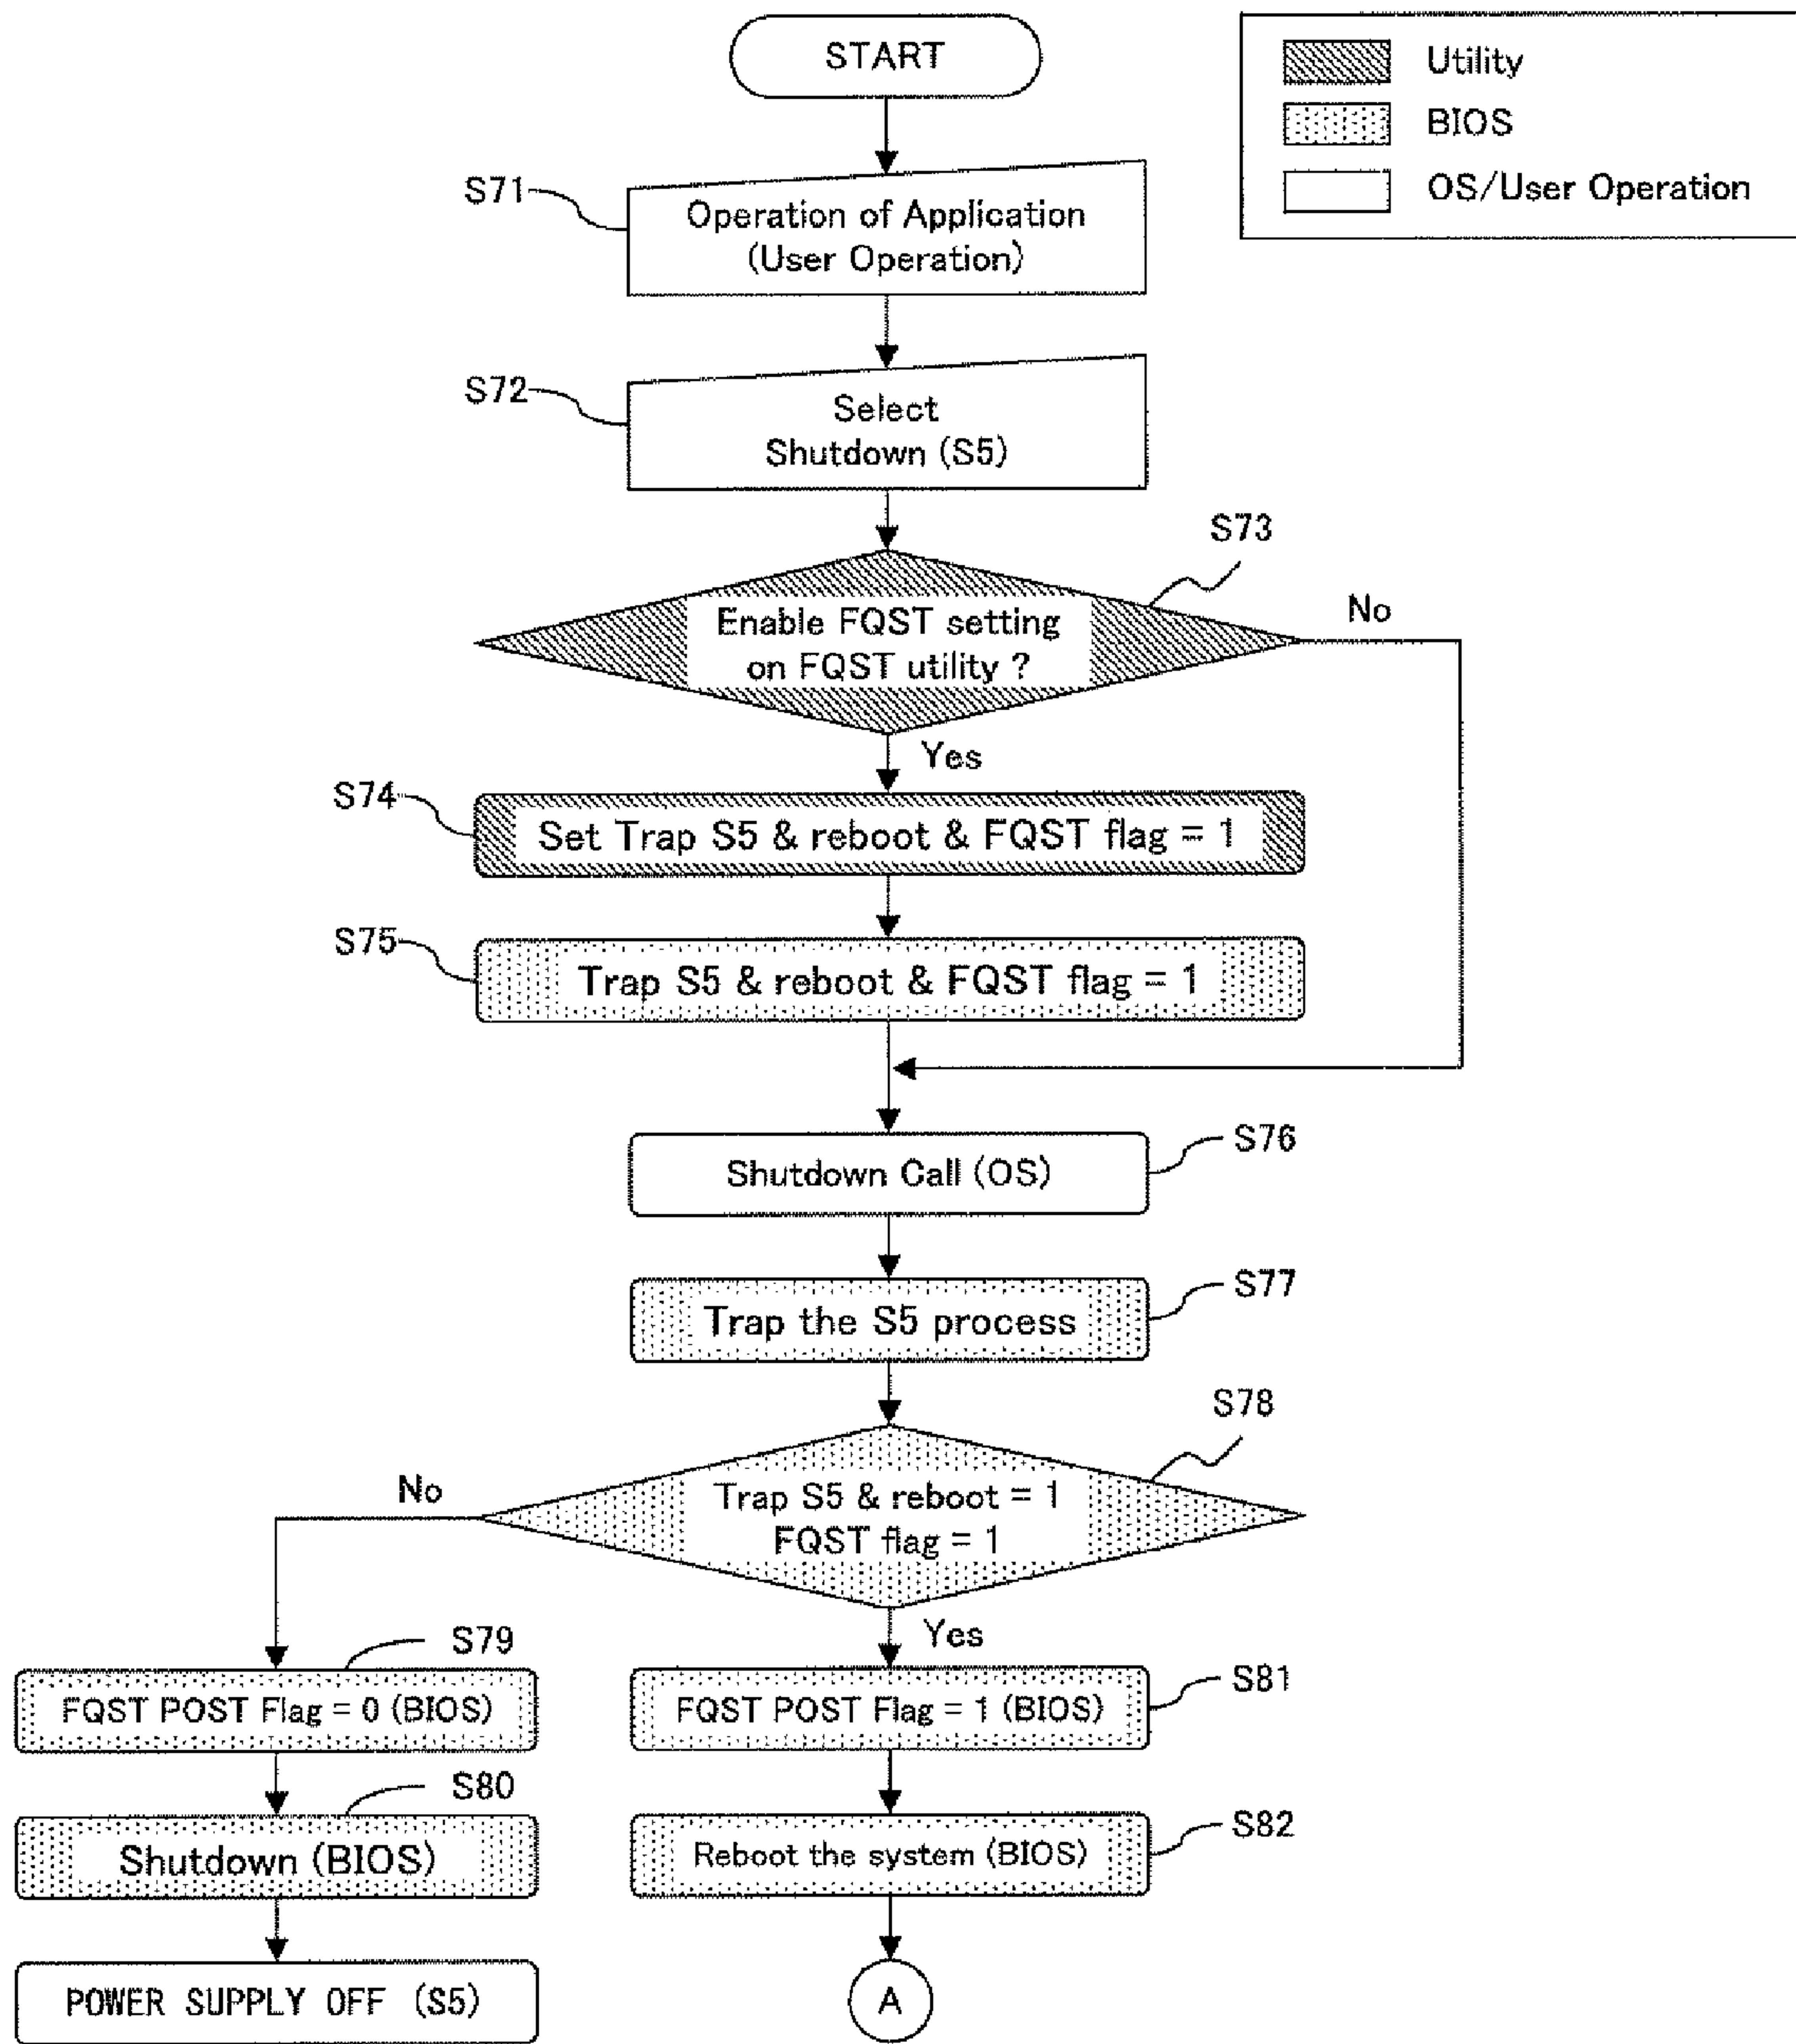 START
Utility
BIOS
OS/User Operation
S71
Operation of Application
(User Operation)
S72
Select
Shutdown (S5)
S73
Enable FQST setting
on FQST utility ?
No
Yes
S74
Set Trap S5 & reboot & FQST flag = 1
S75
Trap S5 & reboot & FQST flag = 1
S76
Shutdown Call (OS)
S77
Trap the S5 process
S78
No
Trap S5 & reboot = 1
FQST flag = 1
Yes
S79
FQST POST Flag = 0 (BIOS)
S81
FQST POST Flag = 1 (BIOS)
S80
Shutdown (BIOS)
S82
Reboot the system (BIOS)
POWER SUPPLY OFF (S5)
A